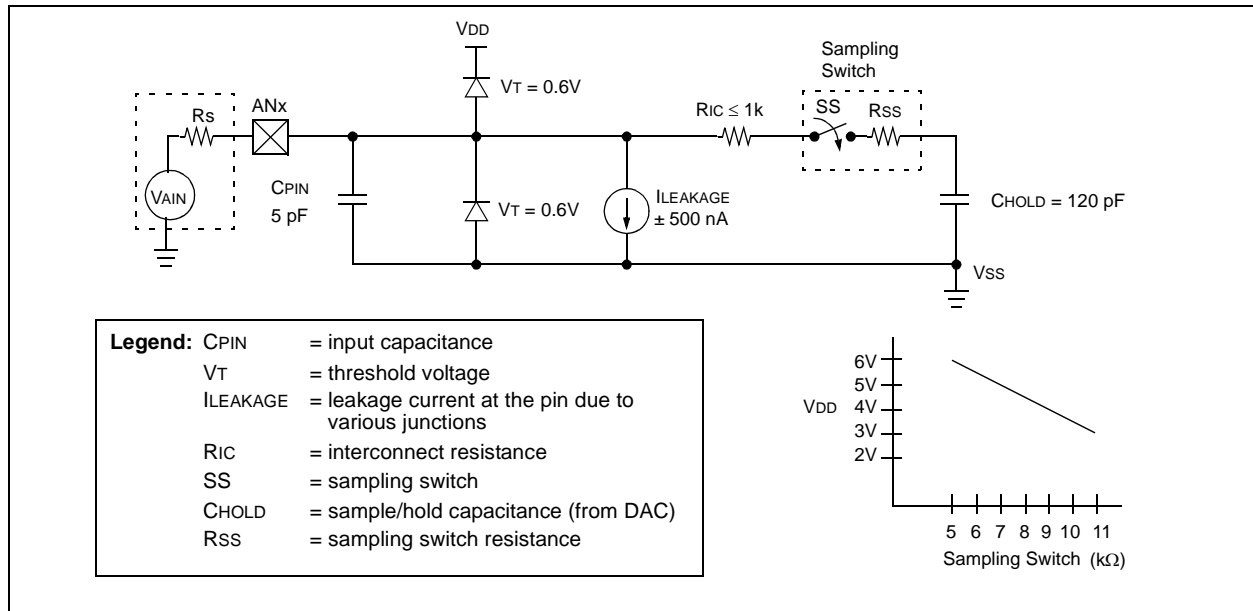 VDD
Sampling
Switch
VT = 0.6V
ANx
RIC ≤ 1k
SS
RSS
Rs
VAIN
CPIN
5 pF
VT = 0.6V
ILEAKAGE
± 500 nA
CHOLD = 120 pF
VSS
Legend: CPIN = input capacitance
VT = threshold voltage
ILEAKAGE = leakage current at the pin due to
various junctions
RIC = interconnect resistance
SS = sampling switch
CHOLD = sample/hold capacitance (from DAC)
RSS = sampling switch resistance
6V
5V
VDD 4V
3V
2V
5 6 7 8 9 10 11
Sampling Switch (kΩ)